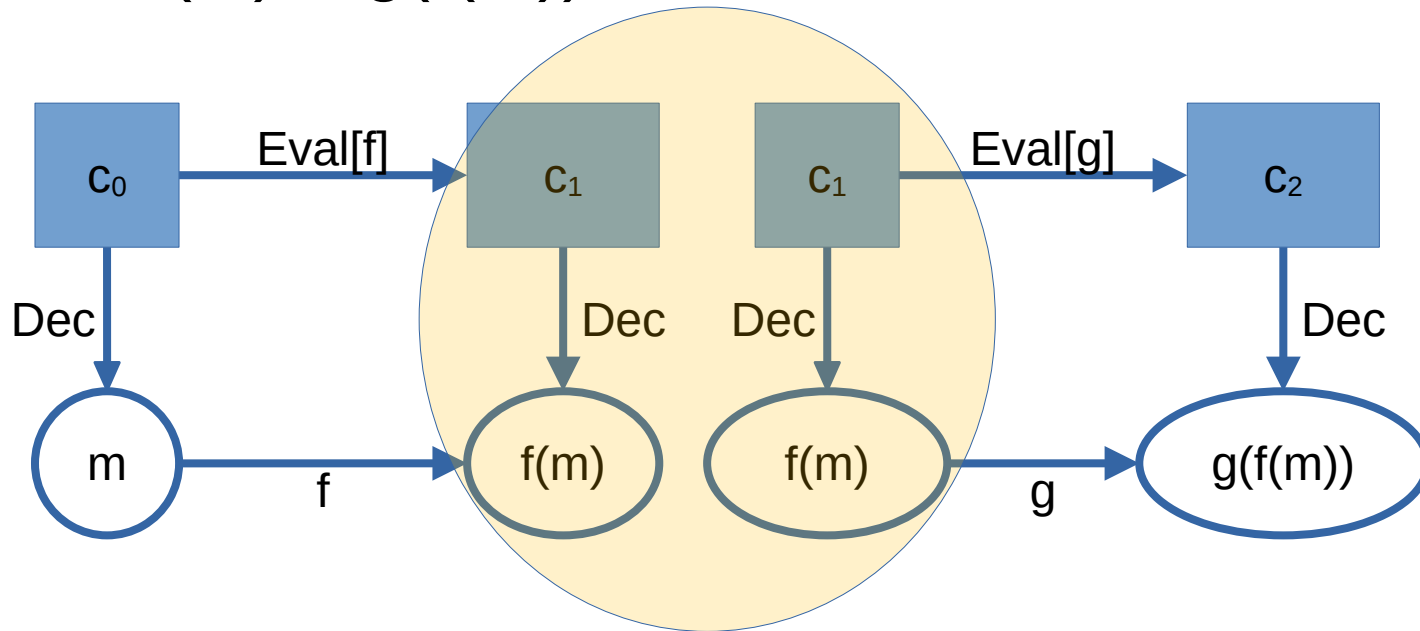 Eval[f]
Eval[g]
c₀
c₁
c₁
c₂
Dec
Dec
Dec
Dec
m
f(m)
f(m)
g(f(m))
f
g